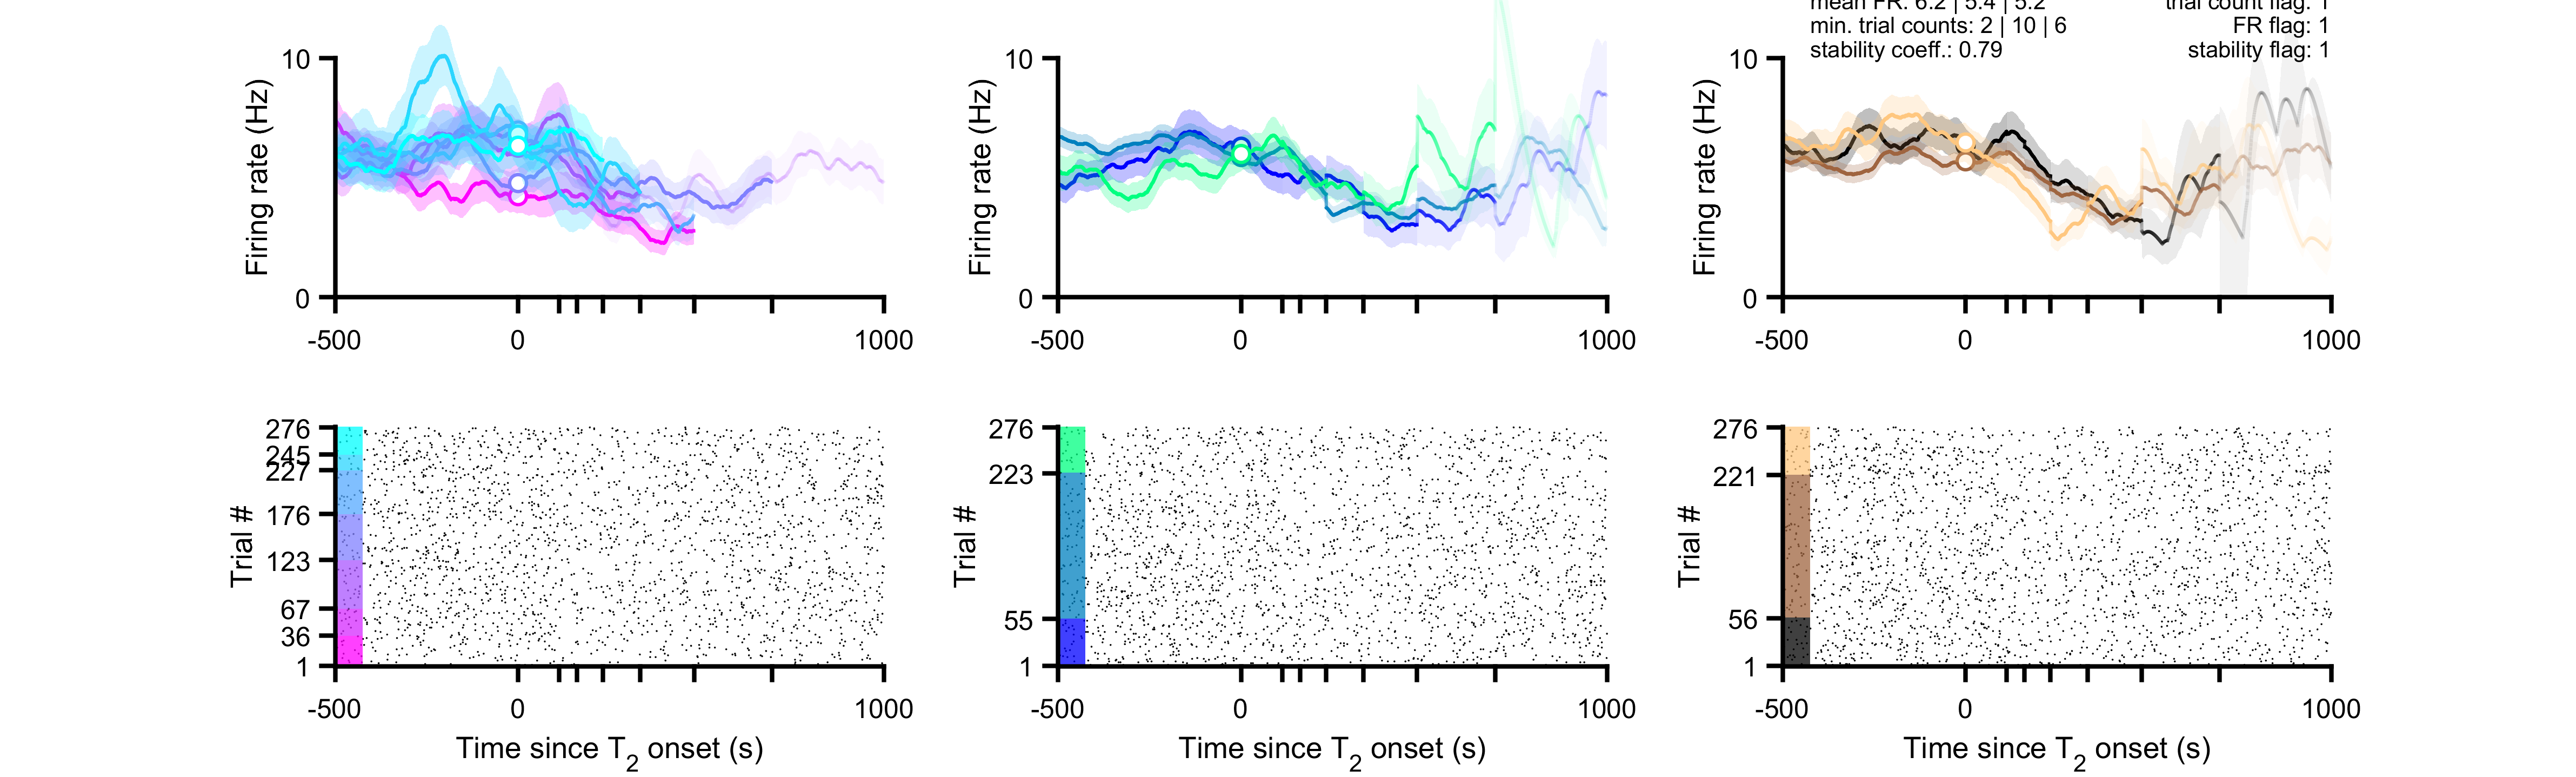 mean FR: 6.2 | 5.4 | 5.2
trial count flag: 1
min. trial counts: 2 | 10 | 6
FR flag: 1
stability coeff.: 0.79
stability flag: 1
Firing rate (Hz)
10
0
-500
0
1000
Firing rate (Hz)
10
0
-500
0
1000
Firing rate (Hz)
10
0
-500
0
1000
Trial #
276
245
227
176
123
67
36
1
-500
0
1000
Time since T2 onset (s)
Trial #
276
223
55
1
-500
0
1000
Time since T2 onset (s)
Trial #
276
221
56
1
-500
0
1000
Time since T2 onset (s)